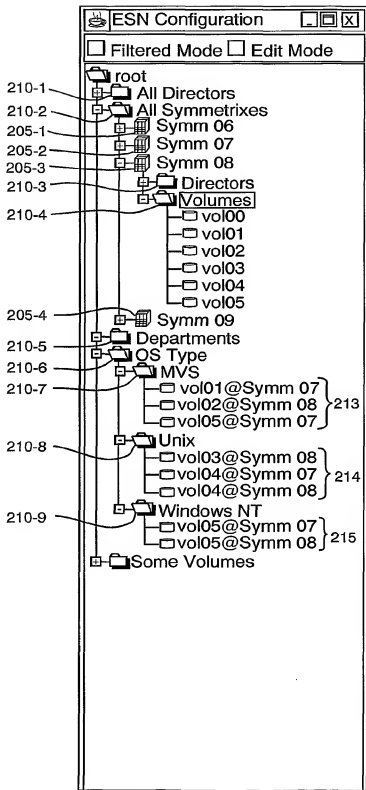 ESN Configuration
Filtered Mode Edit Mode
root
210-1 All Directors
210-2 All Symmetrixes
205-1 Symm 06
205-2 Symm 07
205-3 Symm 08
210-3 Directors
210-4 Volumes
vol00
vol01
vol02
vol03
vol04
vol05
205-4 Symm 09
210-5 Departments
210-6 OS Type
210-7 MVS
vol01@Symm 07
vol02@Symm 08 213
vol05@Symm 07
210-8 Unix
vol03@Symm 08
vol04@Symm 07 214
vol04@Symm 08
210-9 Windows NT
vol05@Symm 07 215
vol05@Symm 08
Some Volumes